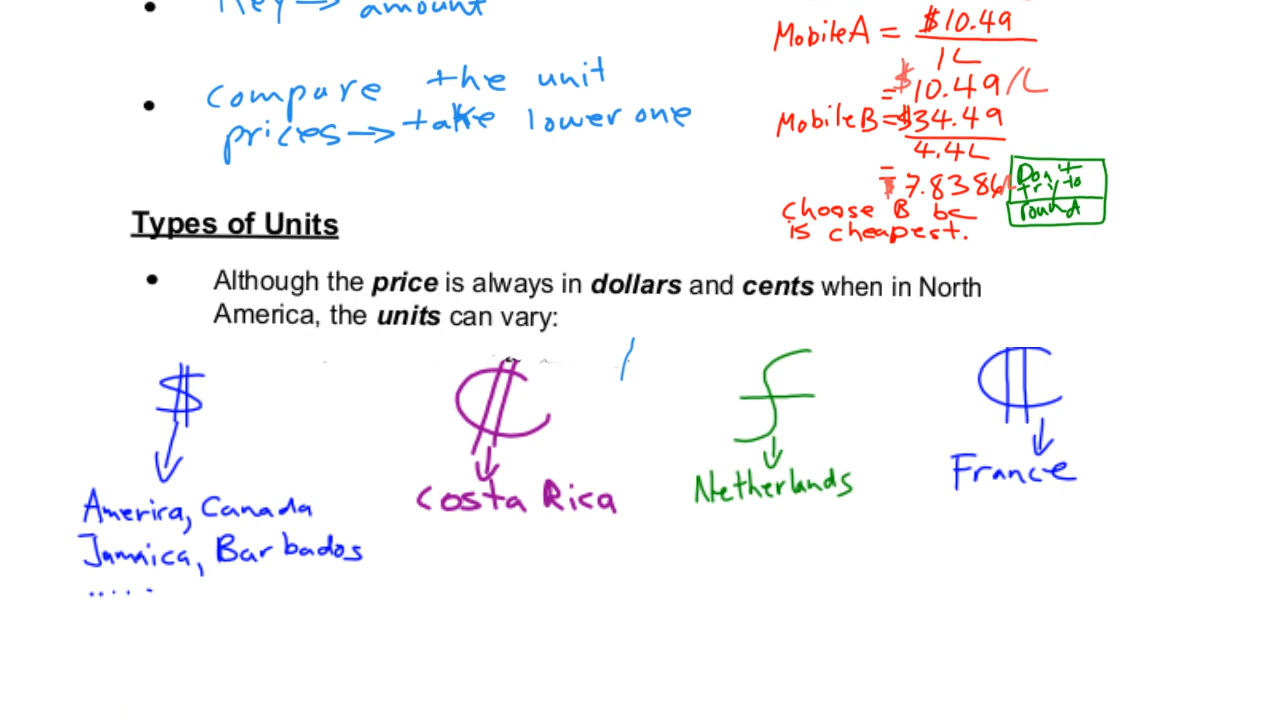 • Key → amount
• compare the unit
prices → take lower one
MobileA = $10.49
1L
= $10.49/L
MobileB = $34.49
4.4L
= $7.8386/L
Don't
try to
round
choose B bc
is cheapest.
Types of Units
• Although the price is always in dollars and cents when in North
America, the units can vary:
$
₡
ƒ
America, Canada
Jamaica, Barbados
.....
Costa Rica
Netherlands
France